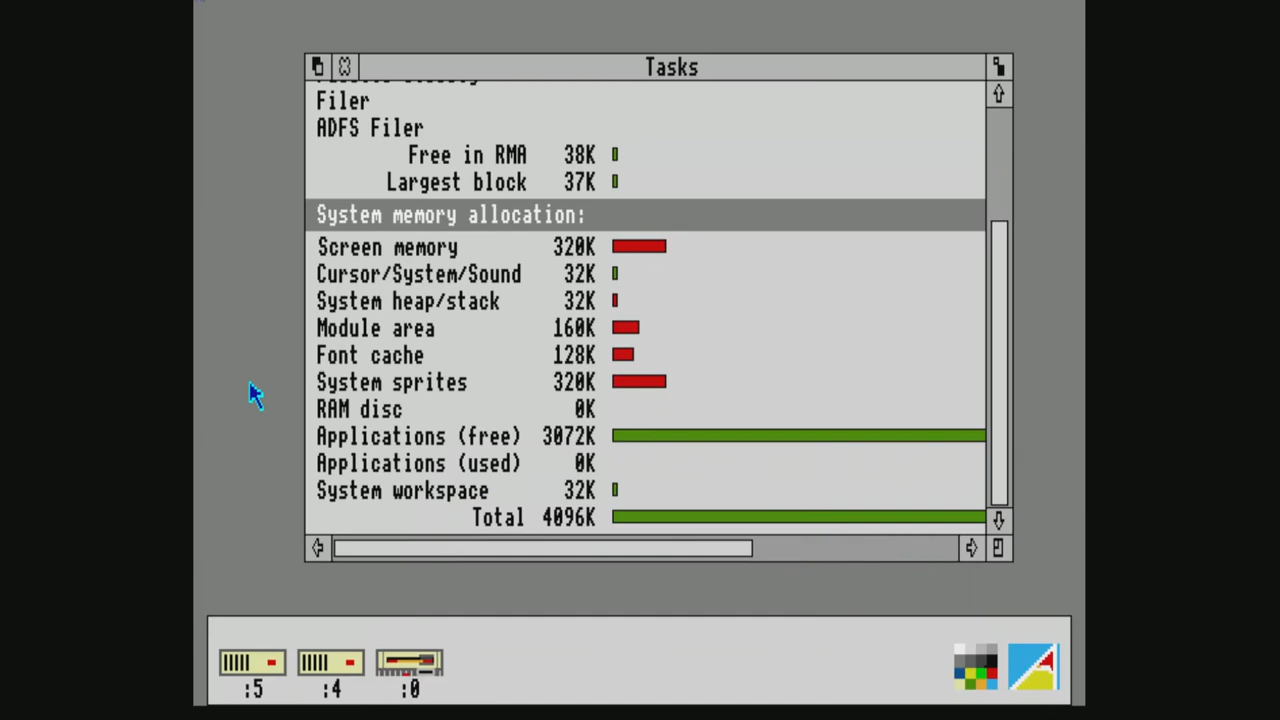 Tasks
Filer
ADFS Filer
Free in RMA 38K
Largest block 37K
System memory allocation:
Screen memory 320K
Cursor/System/Sound 32K
System heap/stack 32K
Module area 160K
Font cache 128K
System sprites 320K
RAM disc 0K
Applications (free) 3072K
Applications (used) 0K
System workspace 32K
Total 4096K
:5 :4 :0